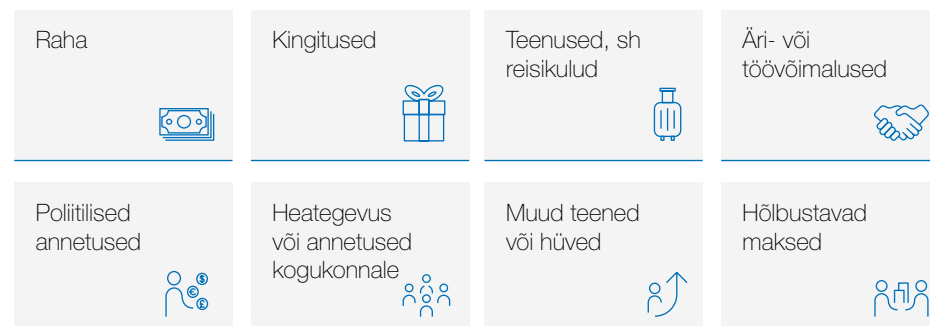 Raha
Kingitused
Teenused, sh
reisikulud
Äri- või
töövõimalused
Poliitilised
annetused
Heategevus
või annetused
kogukonnale
Muud teened
või hüved
Hõlbustavad
maksed